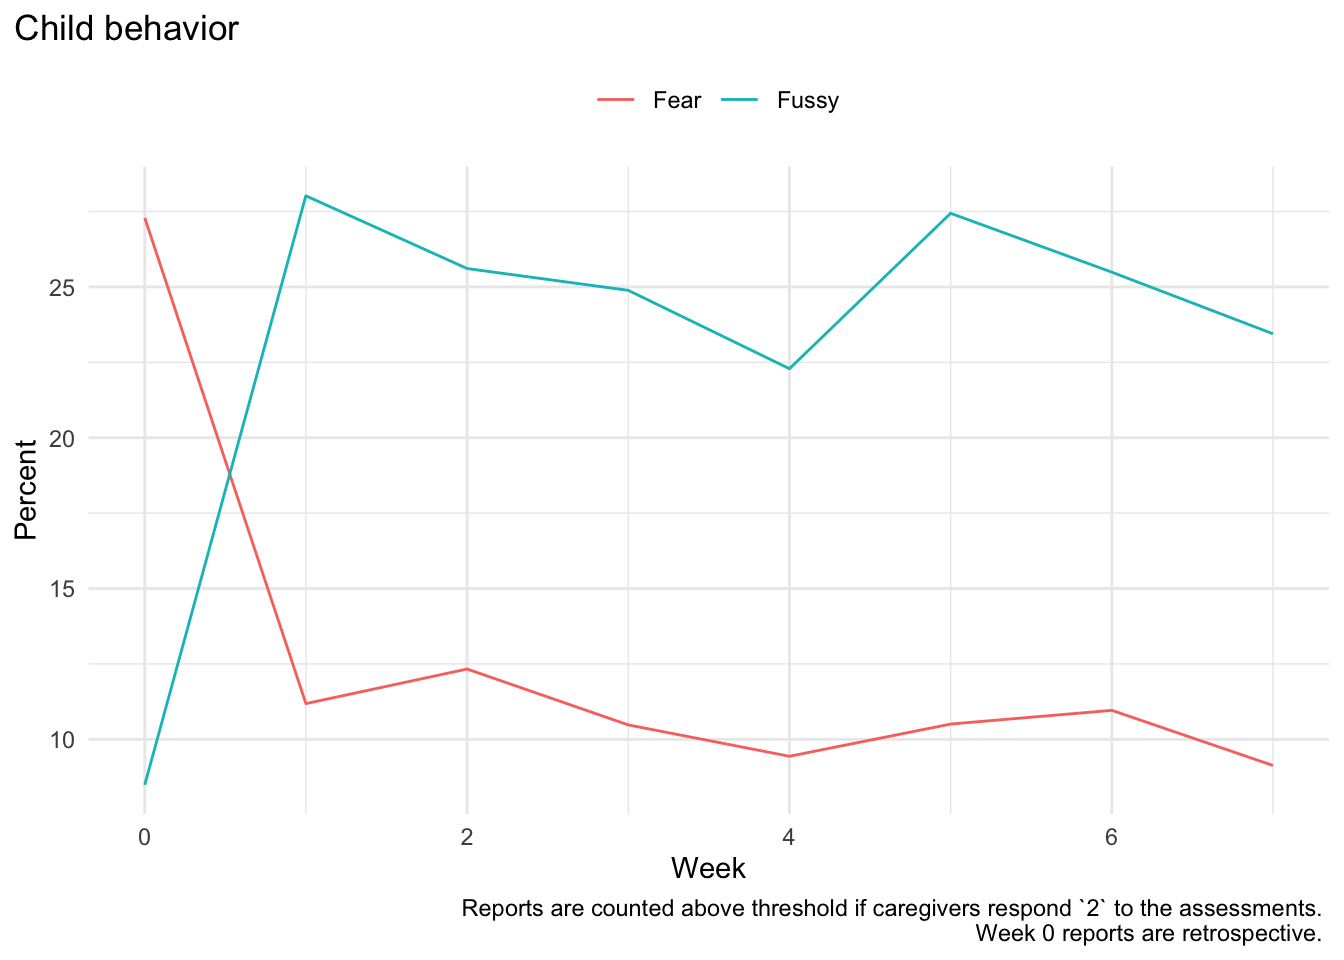 Child behavior
Fear Fussy
25
20
15
10
Percent
0 2 4 6
Week
Reports are counted above threshold if caregivers respond `2` to the assessments.
Week 0 reports are retrospective.